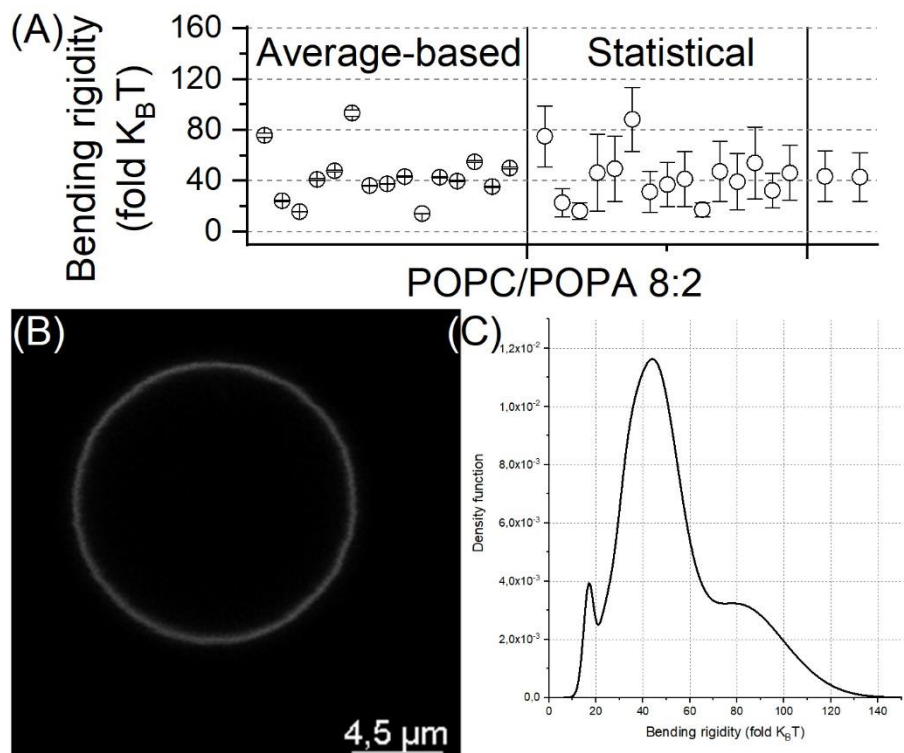 (A)
Bending rigidity
(fold K_BT)
160
120
80
40
0
Average-based
Statistical
POPC/POPA 8:2
(B)
4,5 µm
(C)
Density function
1,2x10⁻²
1,0x10⁻²
8,0x10⁻³
6,0x10⁻³
4,0x10⁻³
2,0x10⁻³
0,0
0 20 40 60 80 100 120 140
Bending rigidity (fold K_BT)